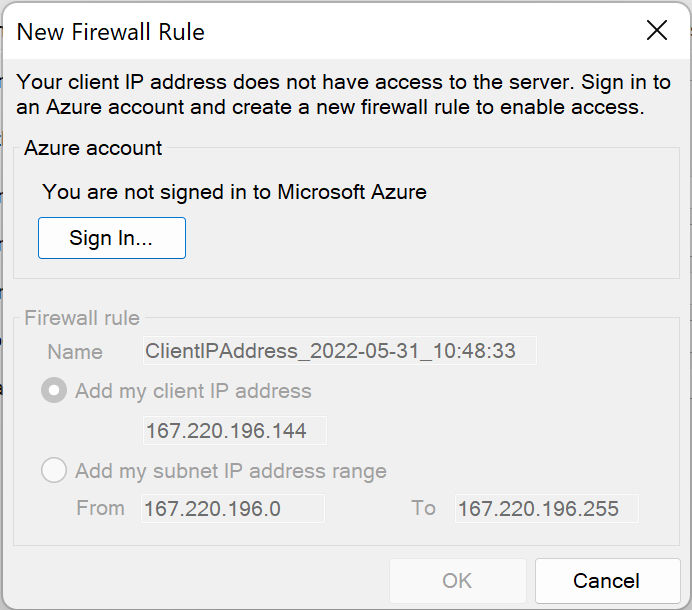 New Firewall Rule
Your client IP address does not have access to the server. Sign in to
an Azure account and create a new firewall rule to enable access.
Azure account
You are not signed in to Microsoft Azure
Sign In...
Firewall rule
Name ClientIPAddress_2022-05-31_10:48:33
Add my client IP address
167.220.196.144
Add my subnet IP address range
From 167.220.196.0 To 167.220.196.255
OK Cancel